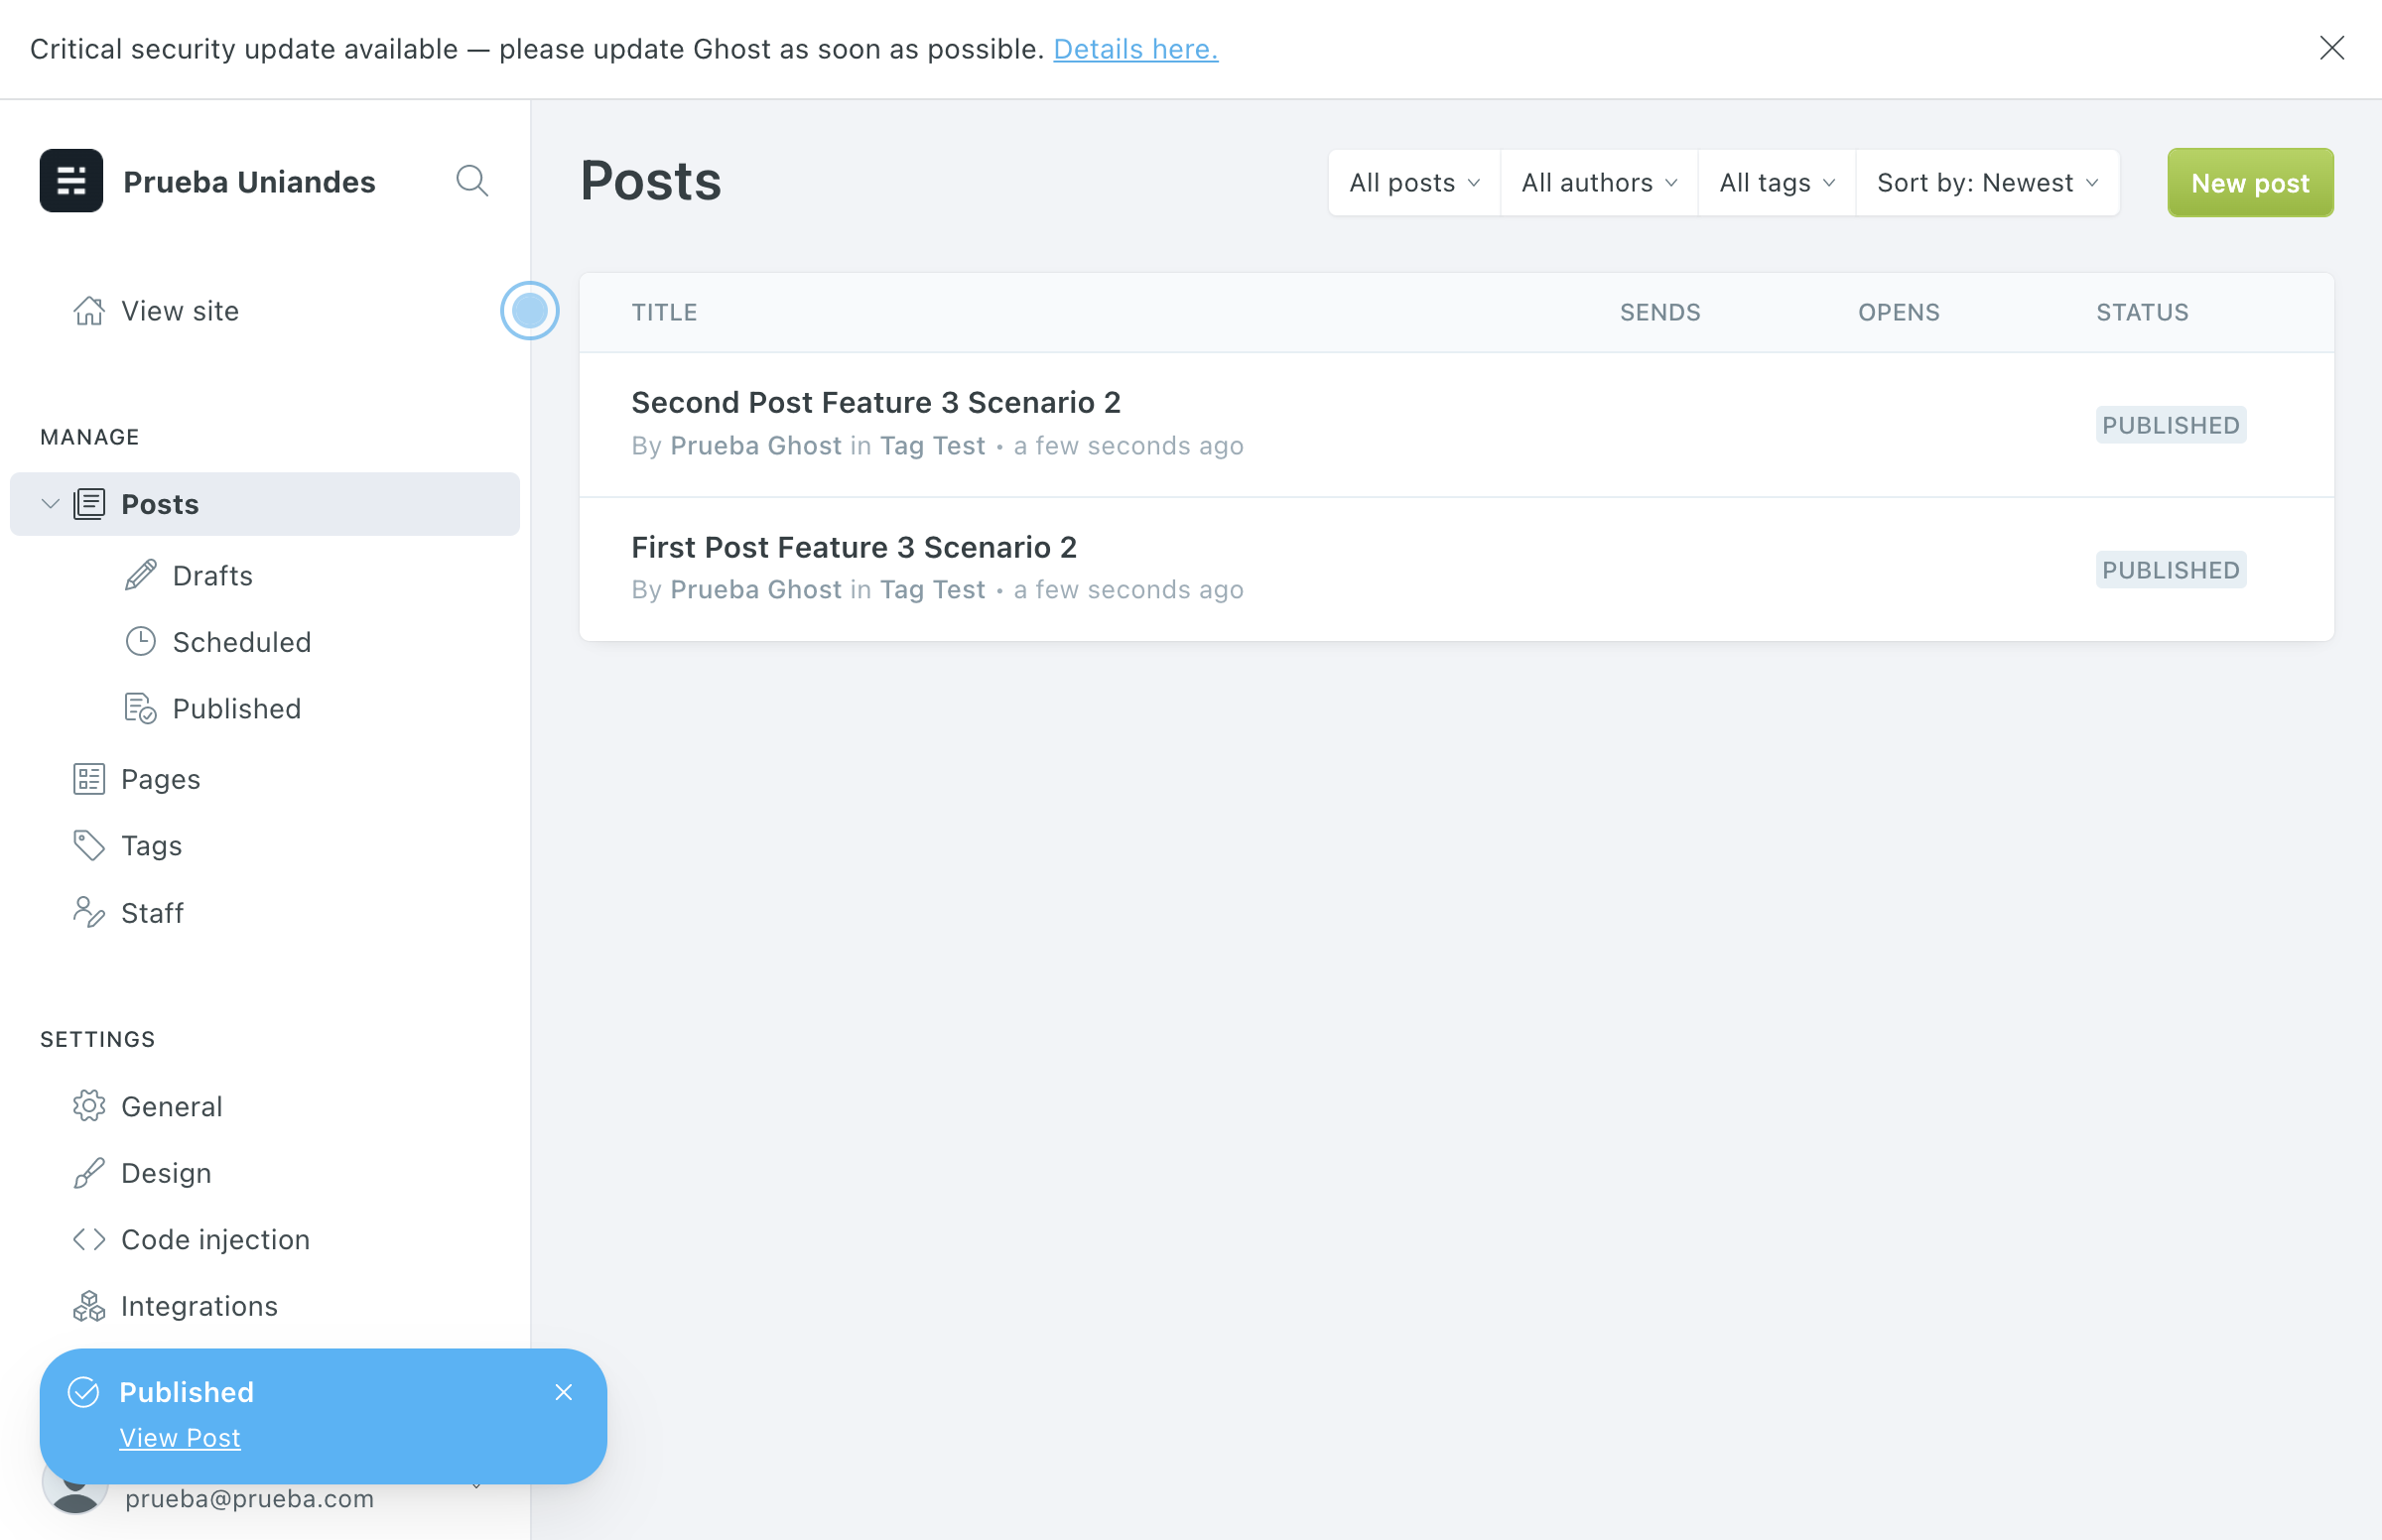 Critical security update available — please update Ghost as soon as possible. Details here.
Prueba Uniandes
View site
MANAGE
Posts
Drafts
Scheduled
Published
Pages
Tags
Staff
SETTINGS
General
Design
Code injection
Integrations
Published
View Post
prueba@prueba.com
Posts
All posts
All authors
All tags
Sort by: Newest
New post
TITLE SENDS OPENS STATUS
Second Post Feature 3 Scenario 2
By Prueba Ghost in Tag Test • a few seconds ago
PUBLISHED
First Post Feature 3 Scenario 2
By Prueba Ghost in Tag Test • a few seconds ago
PUBLISHED